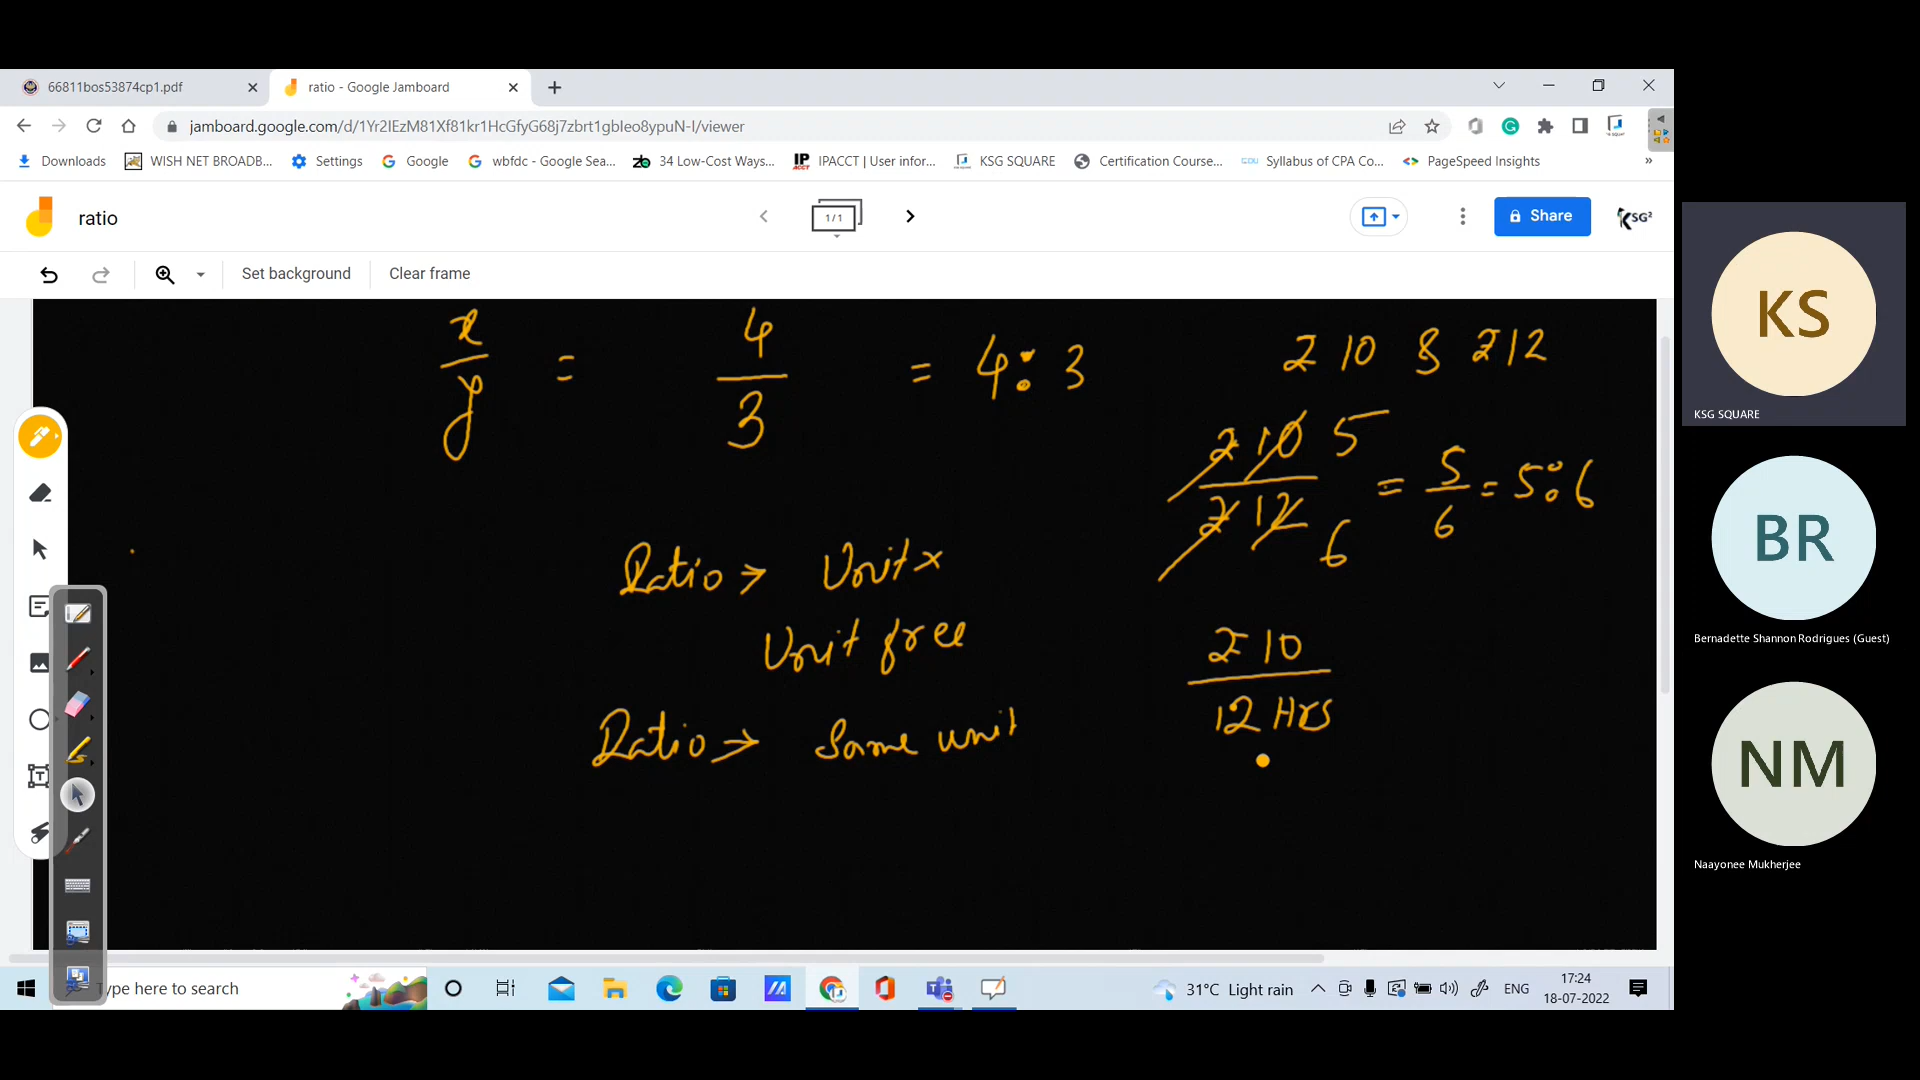 66811bos53874cp1.pdf
ratio - Google Jamboard
jamboard.google.com/d/1Yr2IEzM81Xf81kr1HcGfyG68j7zbrt1gbIeo8ypuN-I/viewer
Downloads
WISH NET BROADB...
Settings
Google
wbfdc - Google Sea...
34 Low-Cost Ways...
IPACCT | User infor...
KSG SQUARE
Certification Course...
Syllabus of CPA Co...
PageSpeed Insights
»
ratio
1/1
Share
KSG²
Set background
Clear frame
x/y = 4/3 = 4:3
₹ 10 & ₹ 12
₹ 10 5
₹ 12 6
= 5/6 = 5:6
Ratio → Unit ×
Unit free
Ratio → Same unit
₹ 10
12 Hrs
KS
KSG SQUARE
BR
Bernadette Shannon Rodrigues (Guest)
NM
Naayonee Mukherjee
Type here to search
31°C Light rain
ENG
17:24
18-07-2022